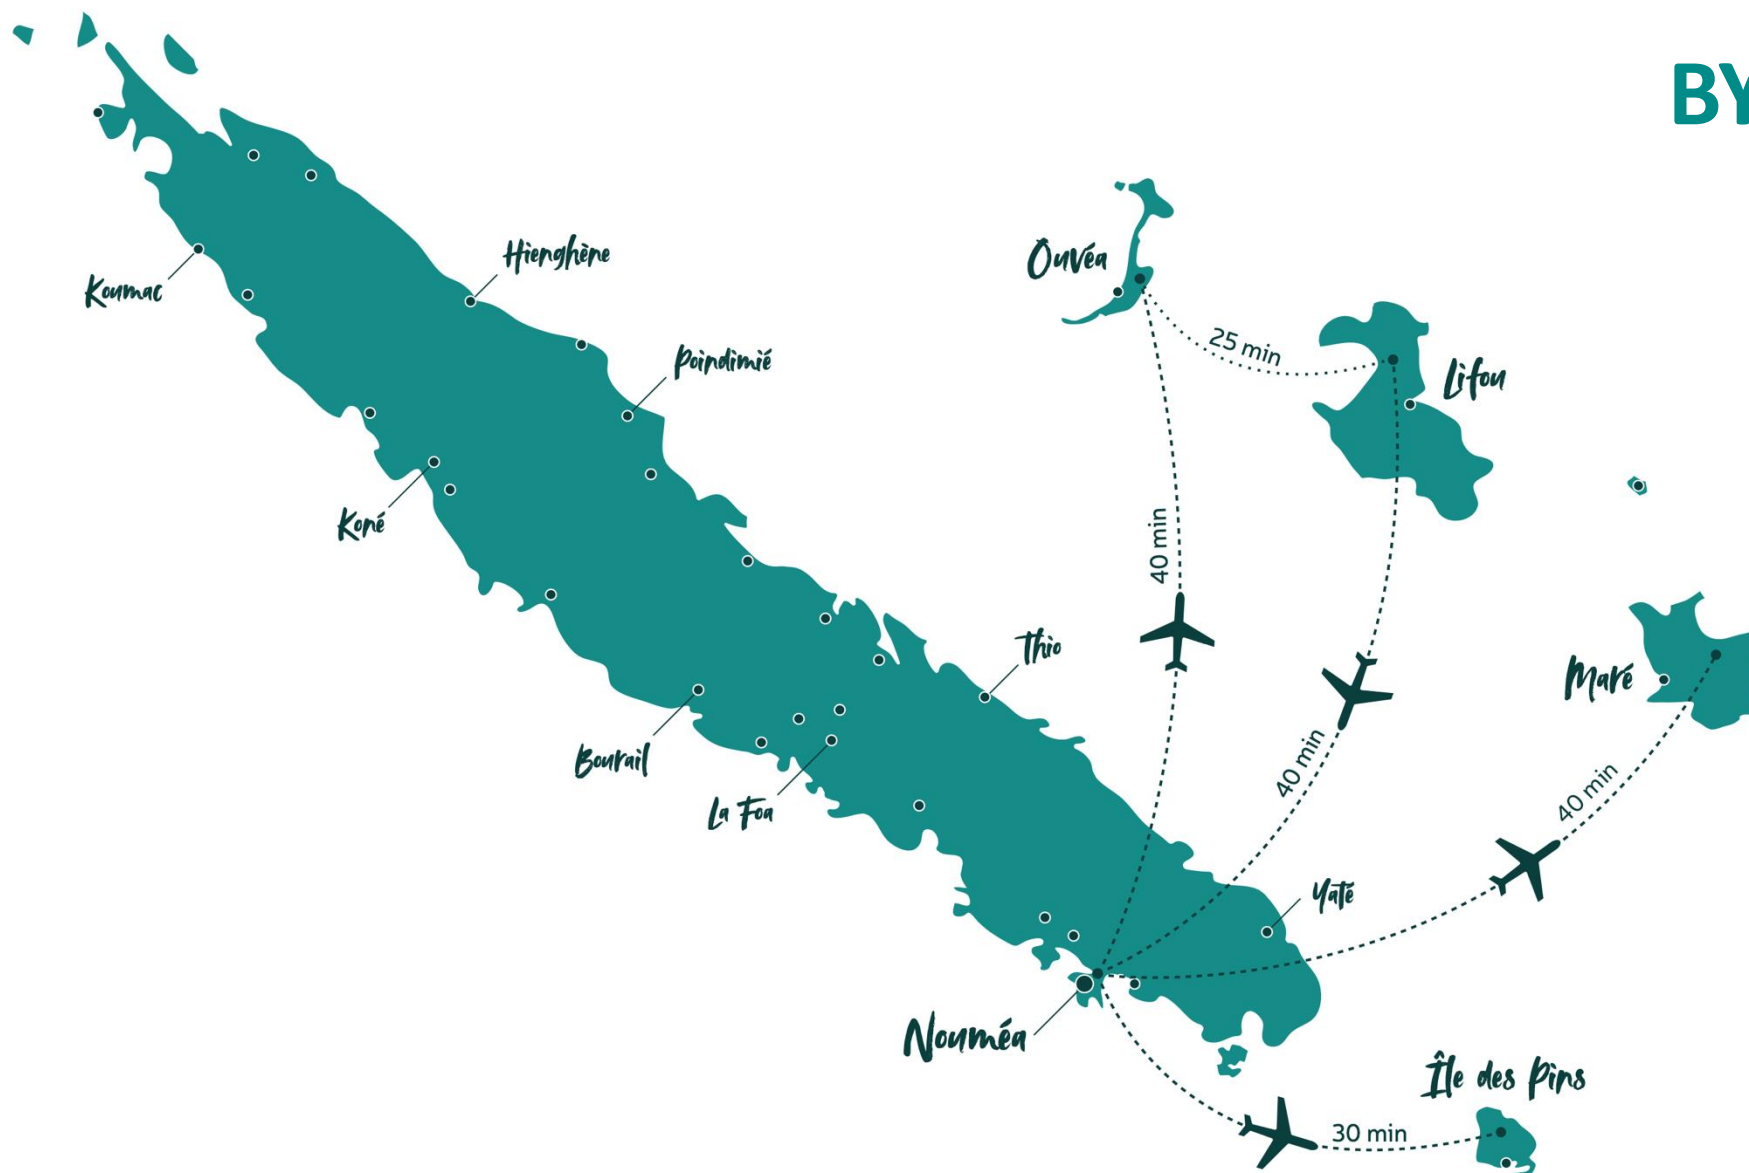 BY
Hienghène
Ouvéa
Koumac
25 min
Poindimié
Lifou
Koné
40 min
Thio
Maré
Bourail
40 min
40 min
La Foa
Yaté
Nouméa
Île des Pins
30 min